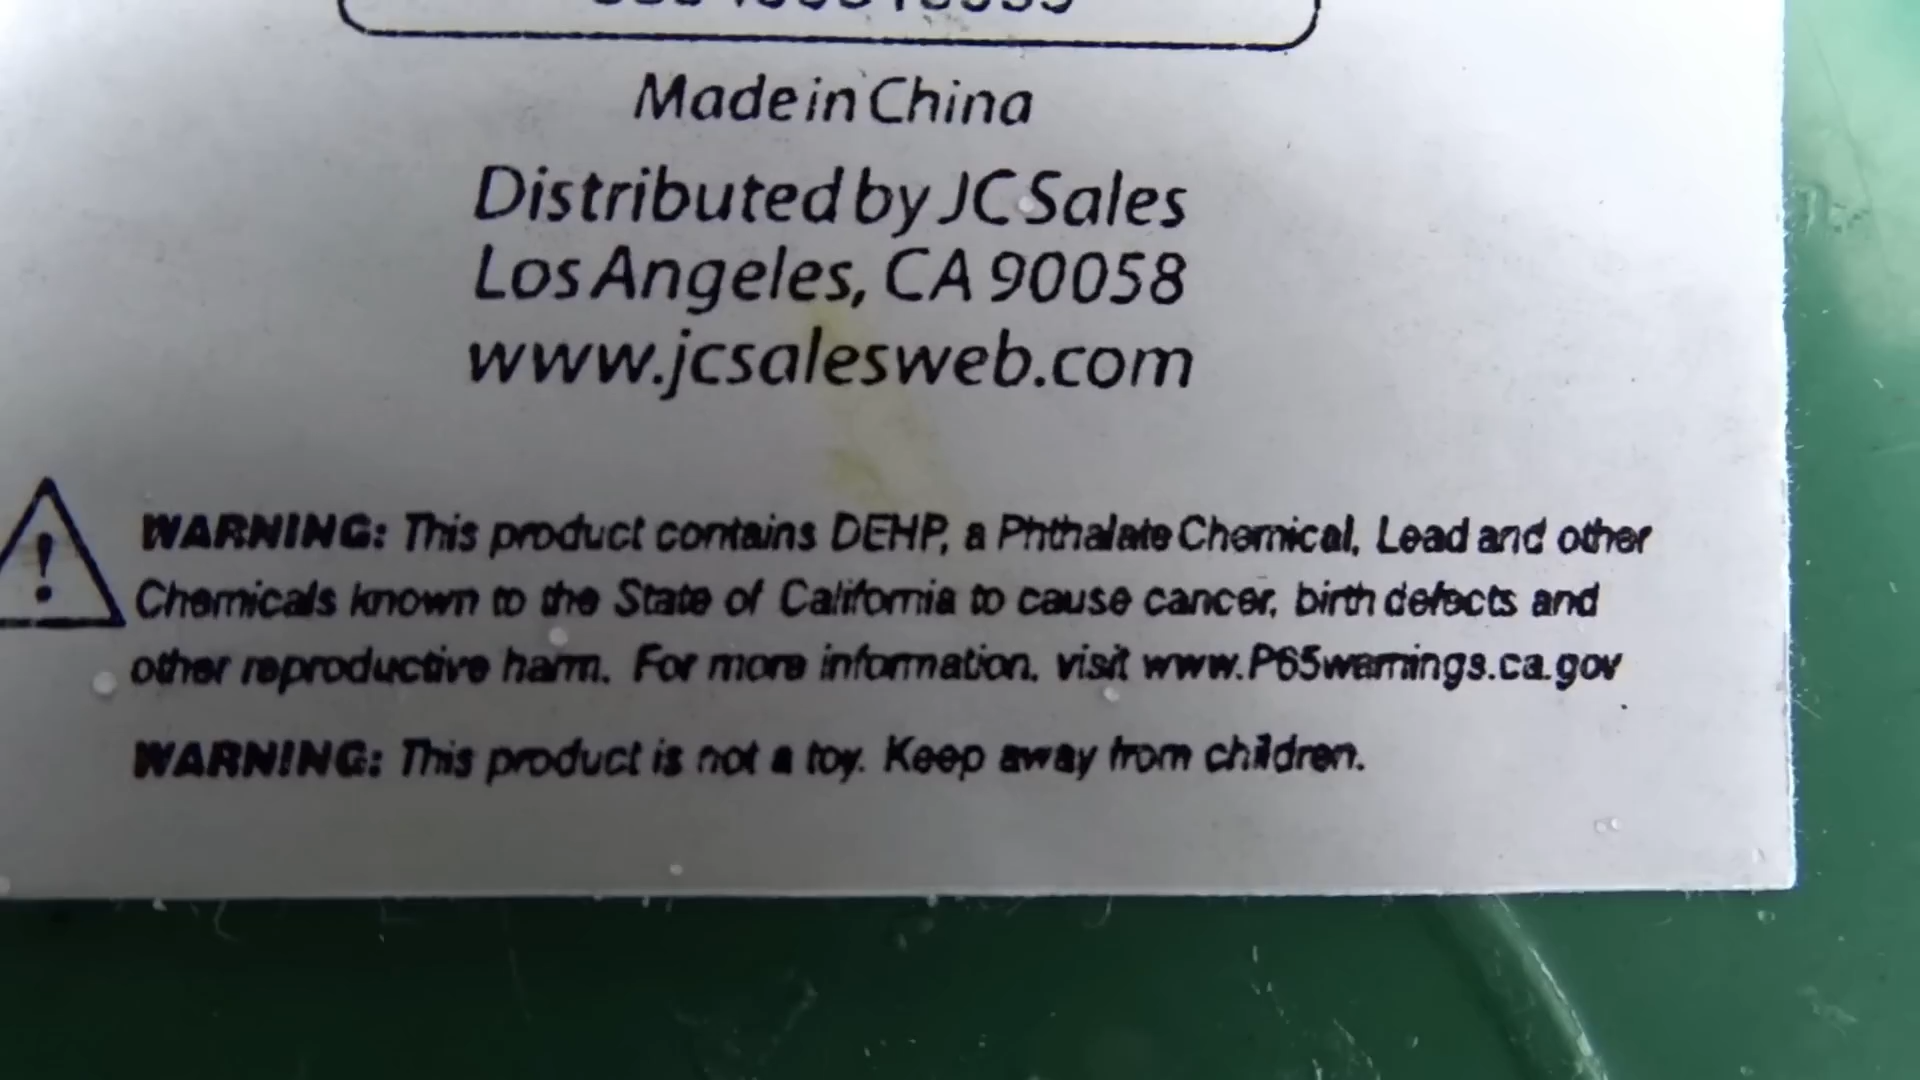 Made in China
Distributed by JC Sales
Los Angeles, CA 90058
www.jcsalesweb.com
WARNING: This product contains DEHP, a Phthalate Chemical, Lead and other
Chemicals known to the State of California to cause cancer, birth defects and
other reproductive harm. For more information, visit www.P65warnings.ca.gov
WARNING: This product is not a toy. Keep away from children.